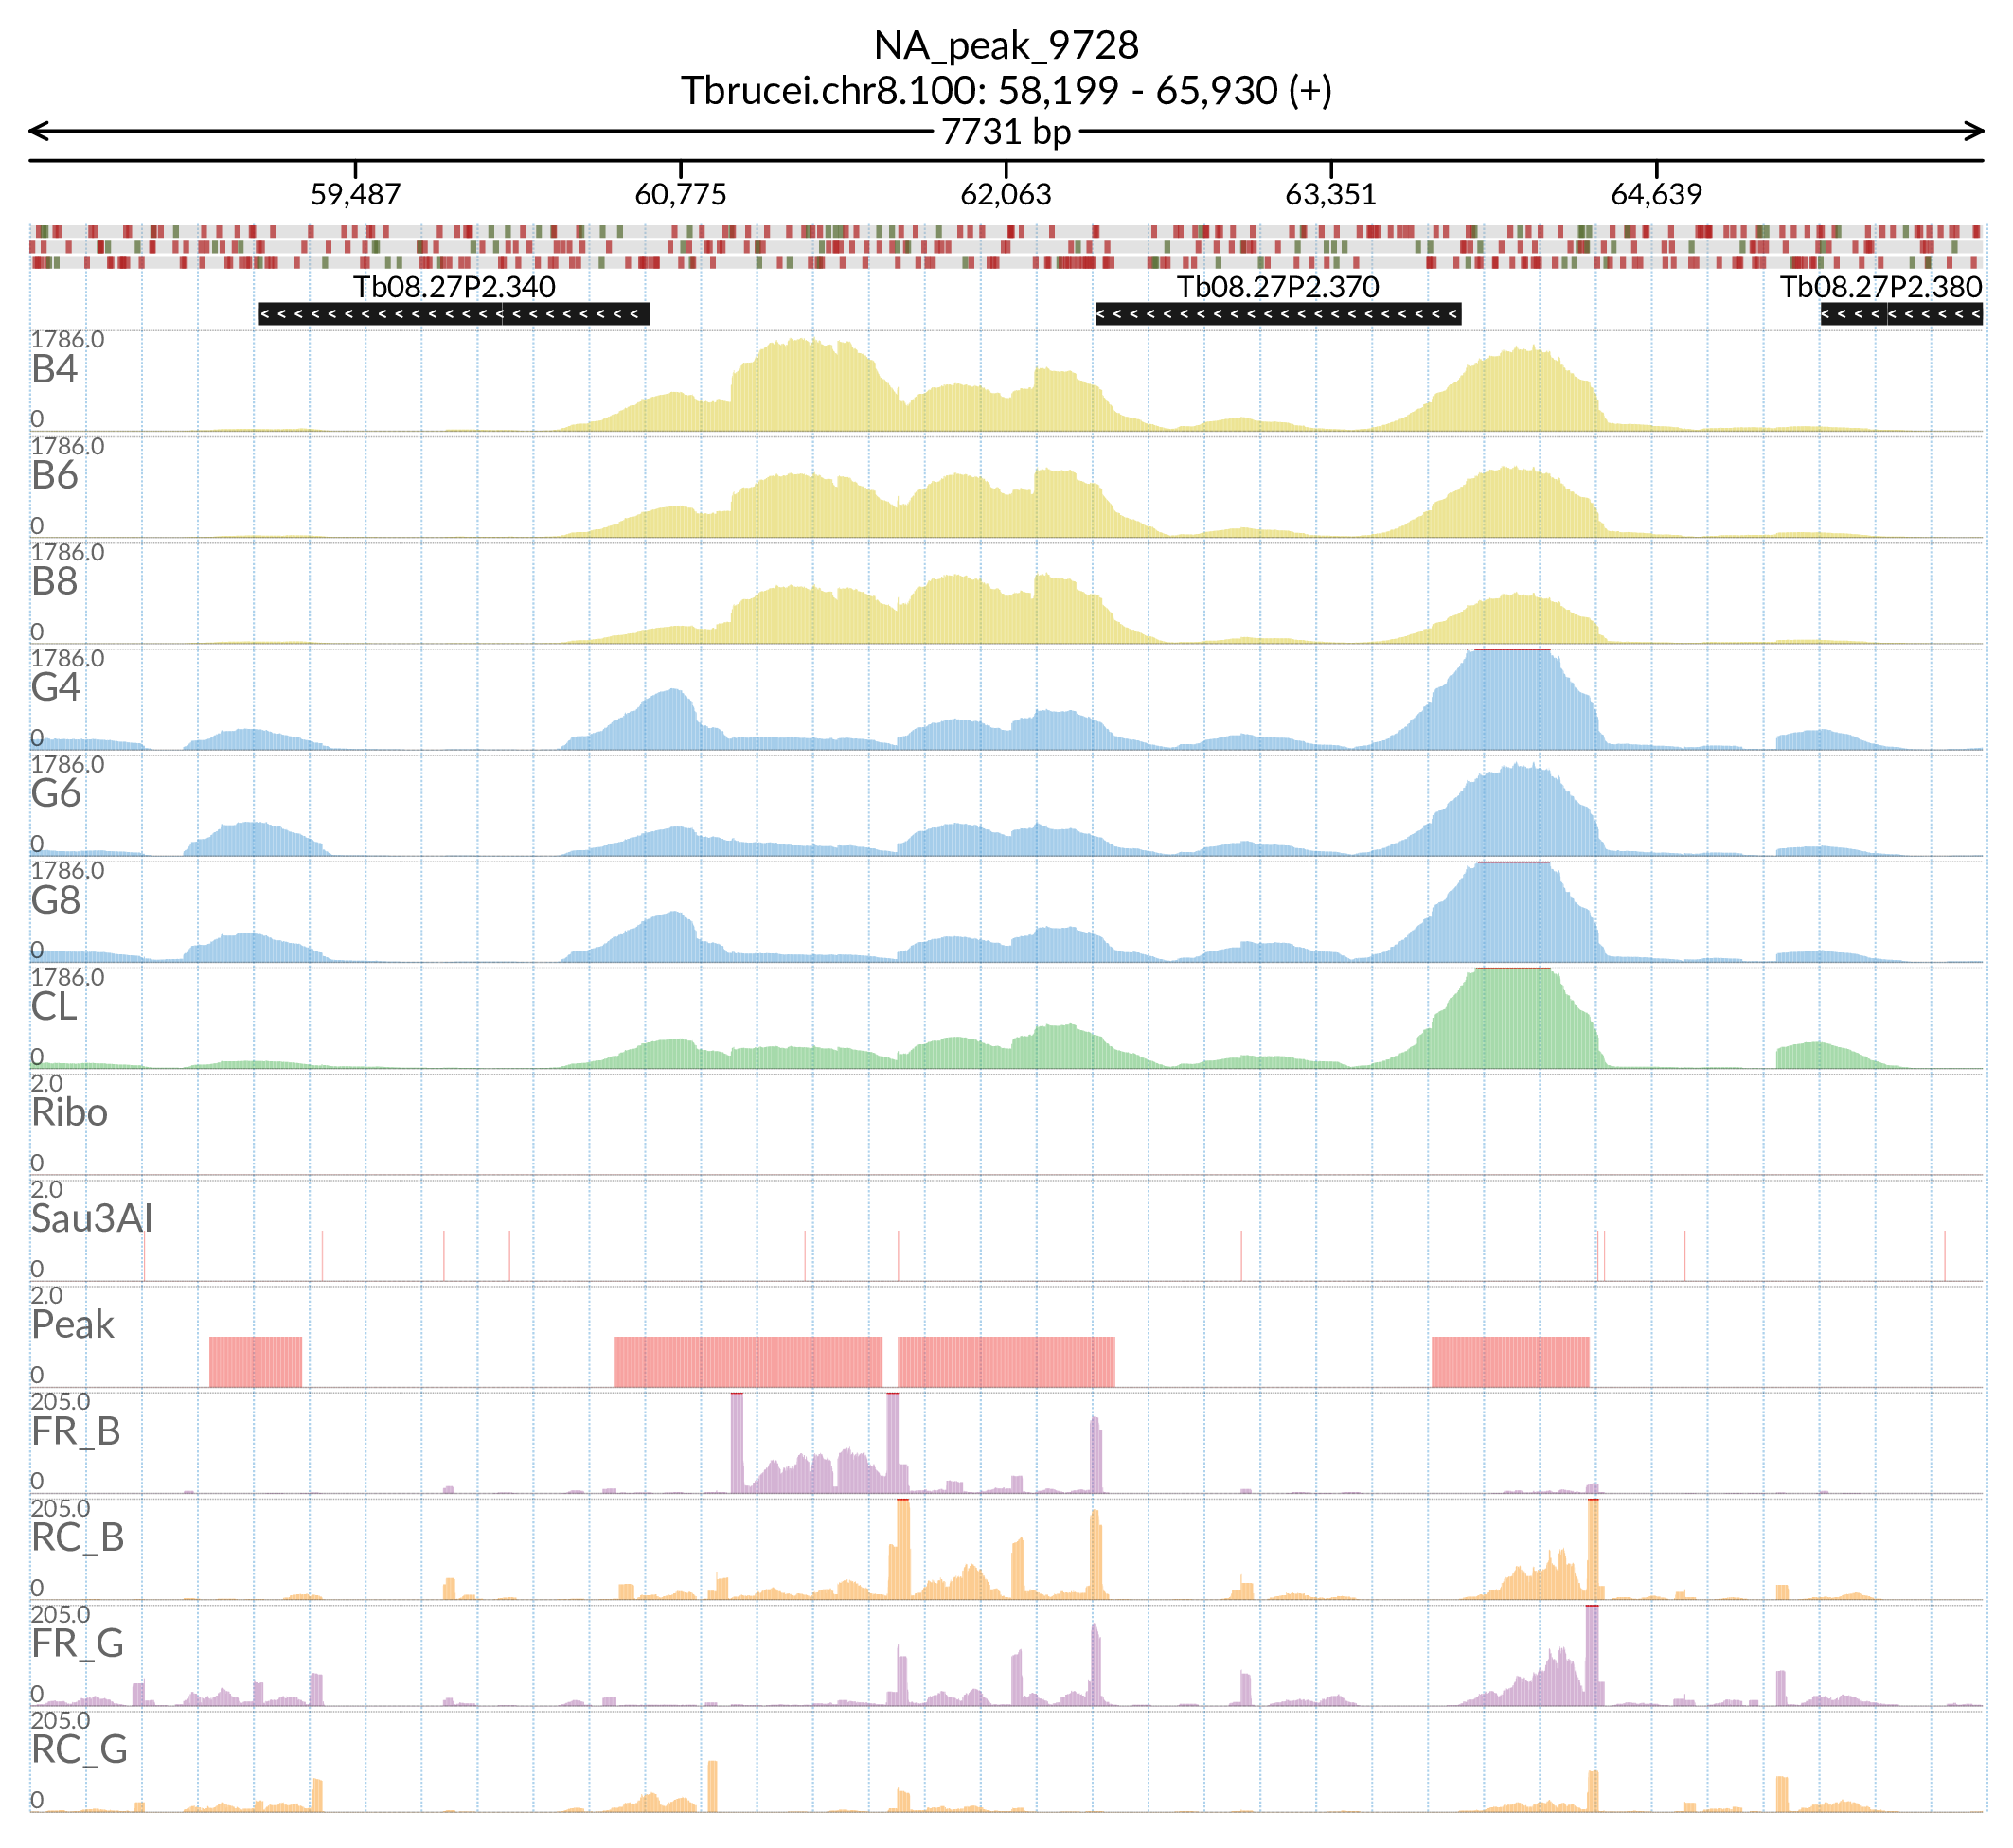 NA_peak_9728
Tbrucei.chr8.100: 58,199 - 65,930 (+)
7731 bp
59,487 60,775 62,063 63,351 64,639
Tb08.27P2.340 Tb08.27P2.370 Tb08.27P2.380
1786.0
B4
0
1786.0
B6
0
1786.0
B8
0
1786.0
G4
0
1786.0
G6
0
1786.0
G8
0
1786.0
CL
0
2.0
Ribo
0
2.0
Sau3AI
0
2.0
Peak
0
205.0
FR_B
0
205.0
RC_B
0
205.0
FR_G
0
205.0
RC_G
0